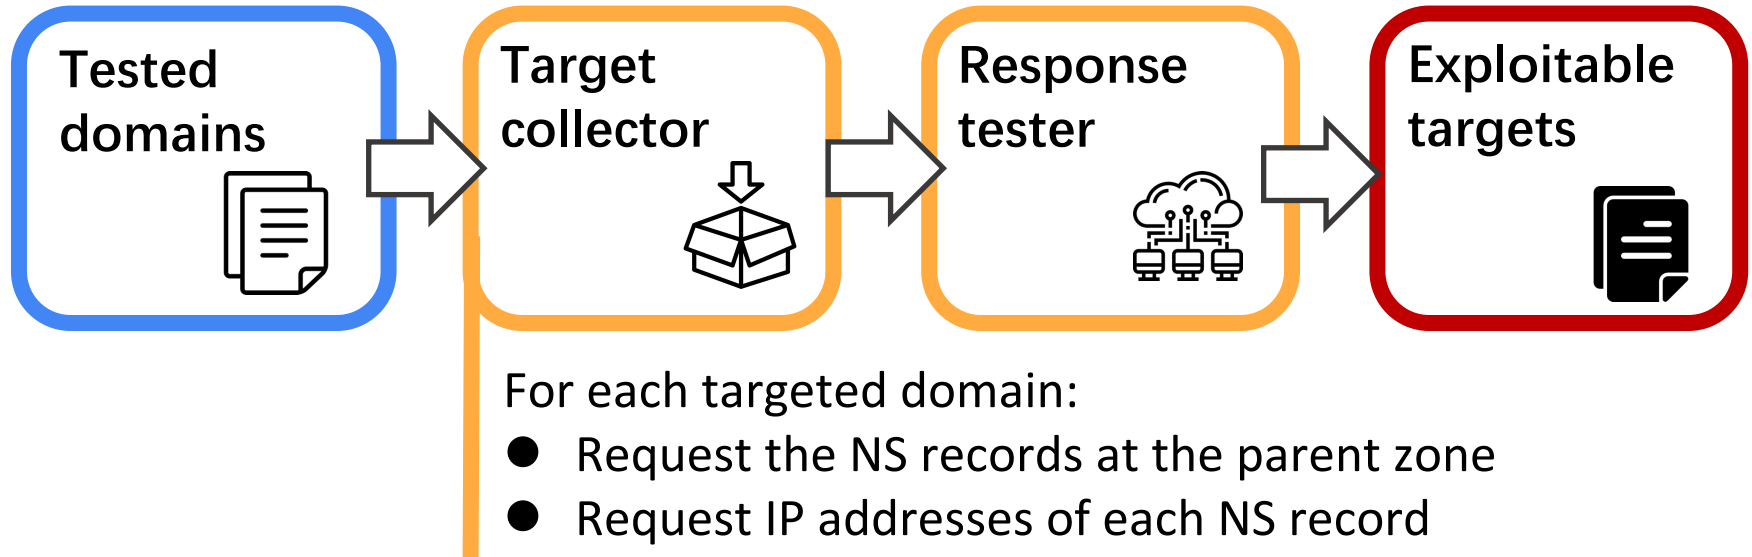 Tested
domains
Target
collector
Response
tester
Exploitable
targets
For each targeted domain:
● Request the NS records at the parent zone
● Request IP addresses of each NS record